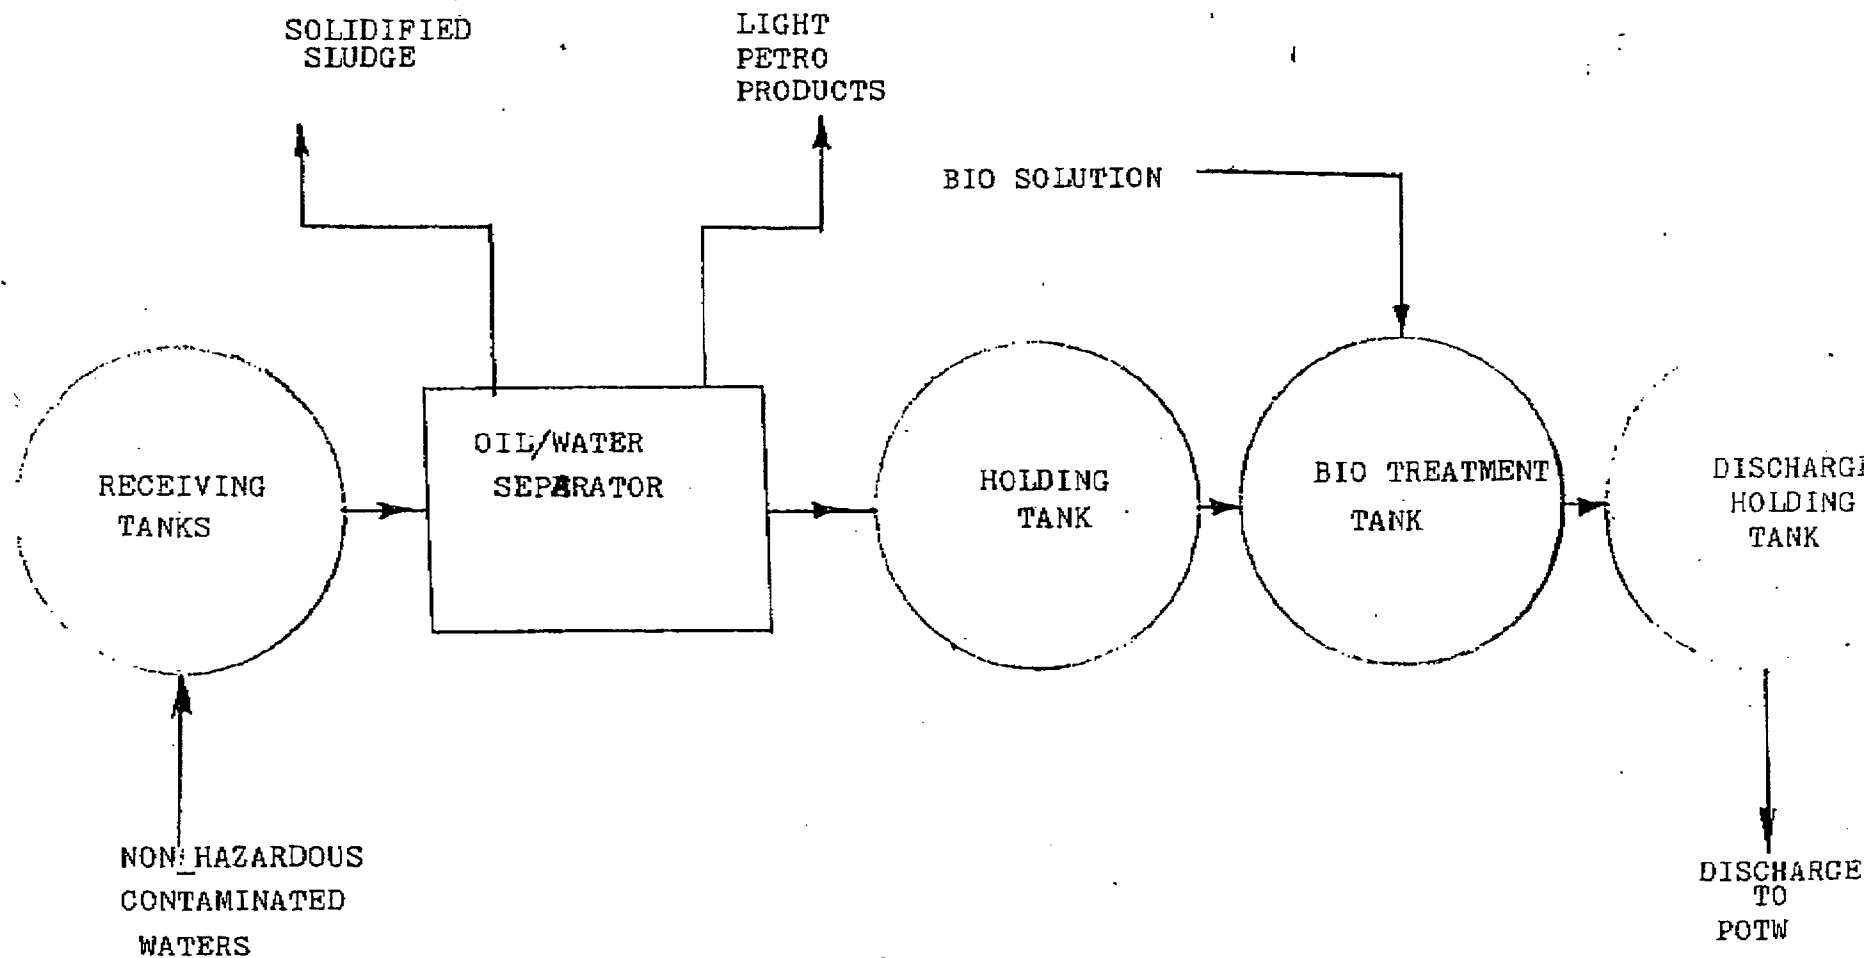 SOLIDIFIED
SLUDGE
LIGHT
PETRO
PRODUCTS
BIO SOLUTION
OIL/WATER
SEPARATOR
RECEIVING
TANKS
HOLDING
TANK
BIO TREATMENT
TANK
DISCHARGE
HOLDING
TANK
NON-HAZARDOUS
CONTAMINATED
WATERS
DISCHARGE
TO
POTW